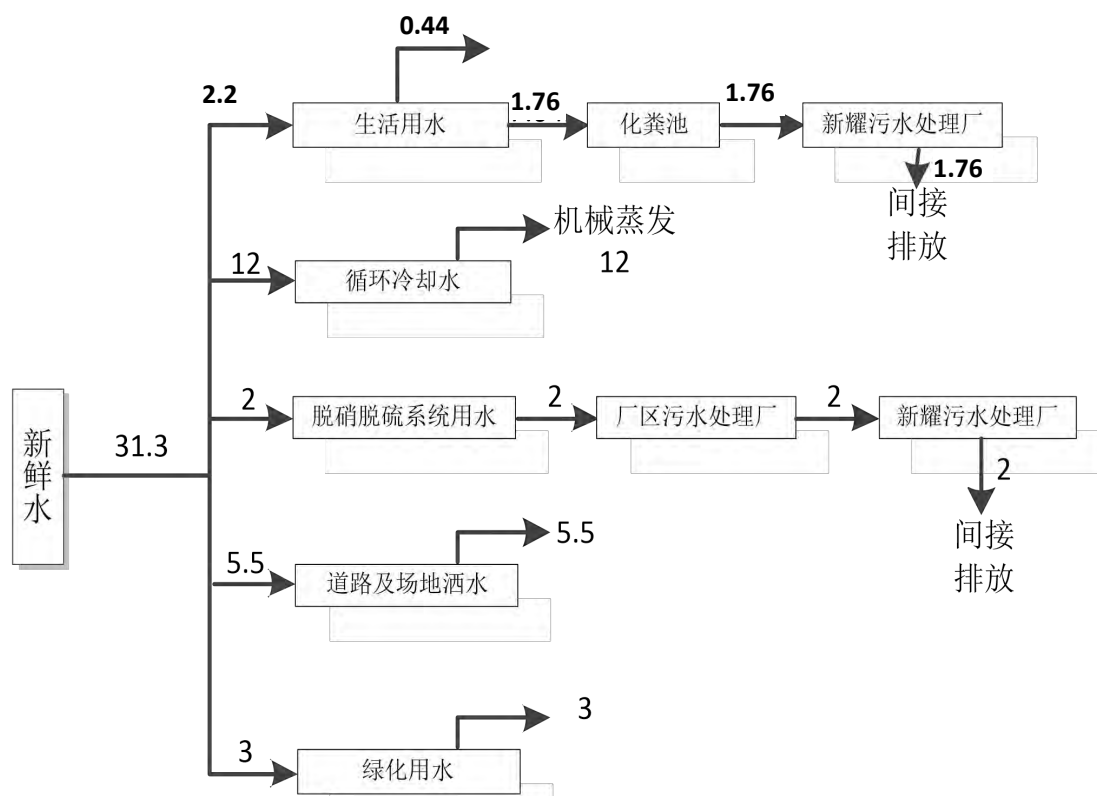 0.44
2.2
生活用水
1.76
化粪池
1.76
新耀污水处理厂
1.76
间接
排放
12
循环冷却水
机械蒸发
12
新鲜水
31.3
2
脱硝脱硫系统用水
2
厂区污水处理厂
2
新耀污水处理厂
2
间接
排放
5.5
道路及场地洒水
5.5
3
绿化用水
3